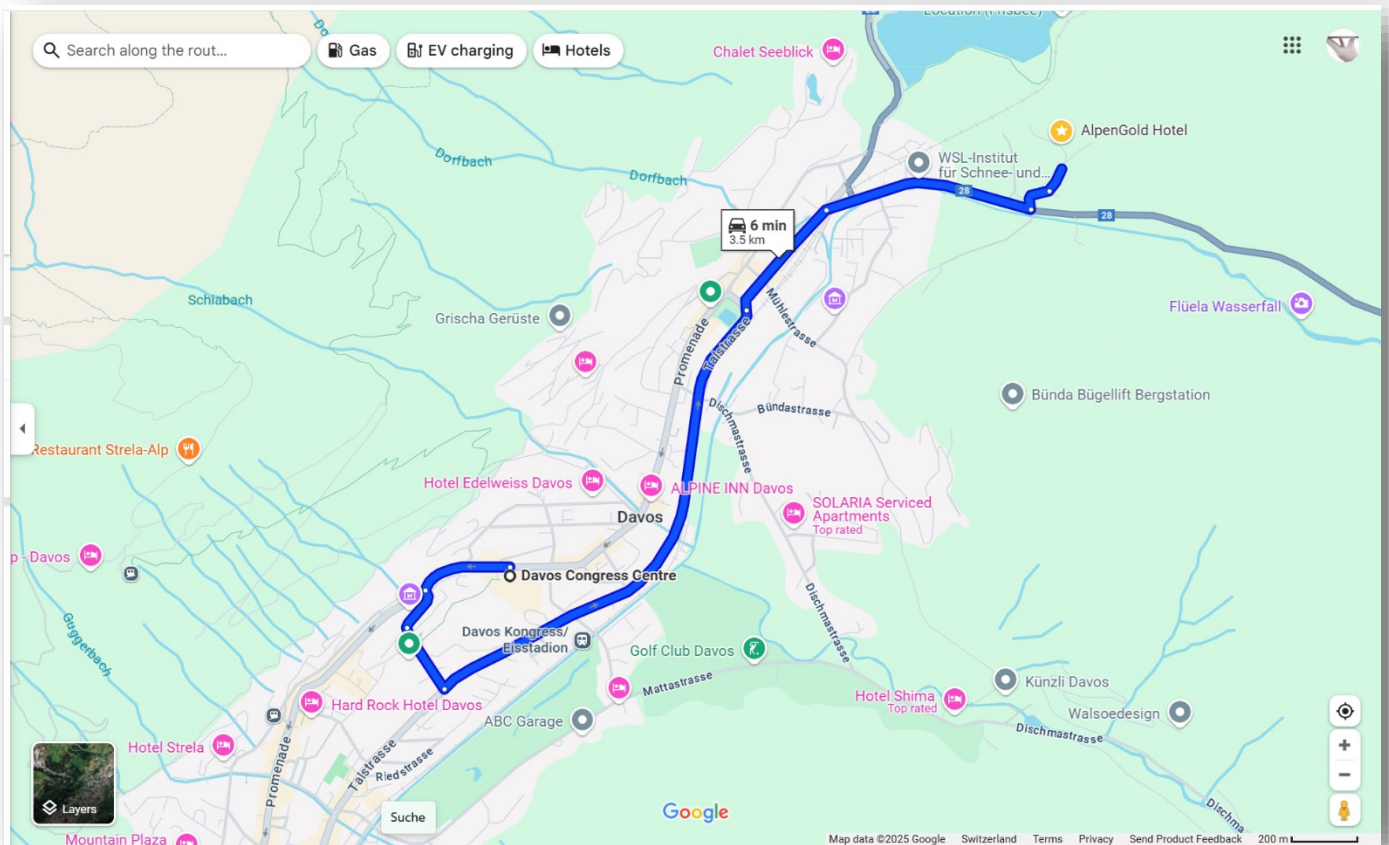 Location (Frisbee)
Search along the rout...
Gas
EV charging
Hotels
Chalet Seeblick
AlpenGold Hotel
Dorfbach
Dorfbach
WSL-Institut
für Schnee- und...
28
28
6 min
3.5 km
Schiabach
Grischa Gerüste
Promenade
Talstrasse
Mühlestrasse
Flüela Wasserfall
Dischmastrasse
Bündastrasse
Bünda Bügellift Bergstation
Restaurant Strela-Alp
Hotel Edelweiss Davos
ALPINE INN Davos
Davos
SOLARIA Serviced
Apartments
Top rated
p - Davos
Davos Congress Centre
Guggerbach
Davos Kongress/
Eisstadion
Golf Club Davos
Dischmastrasse
Mattastrasse
Hotel Shima
Top rated
Künzli Davos
Walsoedesign
Hard Rock Hotel Davos
ABC Garage
Hotel Strela
Promenade
Talstrasse
Riedstrasse
Dischmastrasse
Dischma
Layers
Suche
Google
Mountain Plaza
Map data ©2025 Google Switzerland Terms Privacy Send Product Feedback 200 m